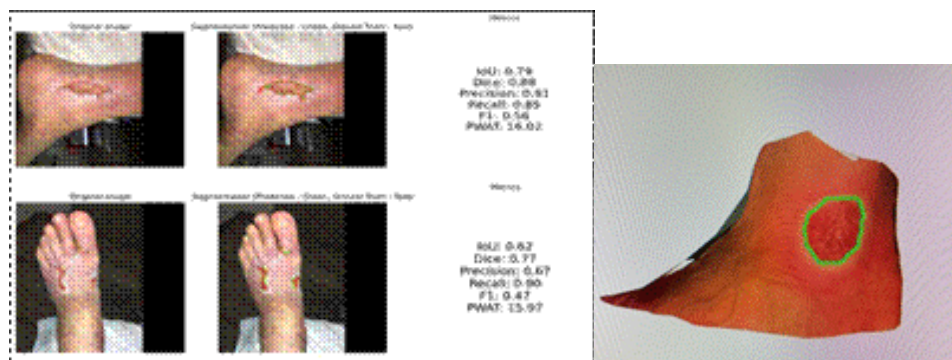 Original Image
Metrics
IoU: 0.79
Dice: 0.88
Precision: 0.91
Recall: 0.85
F1: 0.56
PWAT: 16.02
Original Image
Metrics
IoU: 0.62
Dice: 0.77
Precision: 0.67
Recall: 0.90
F1: 0.47
PWAT: 15.97